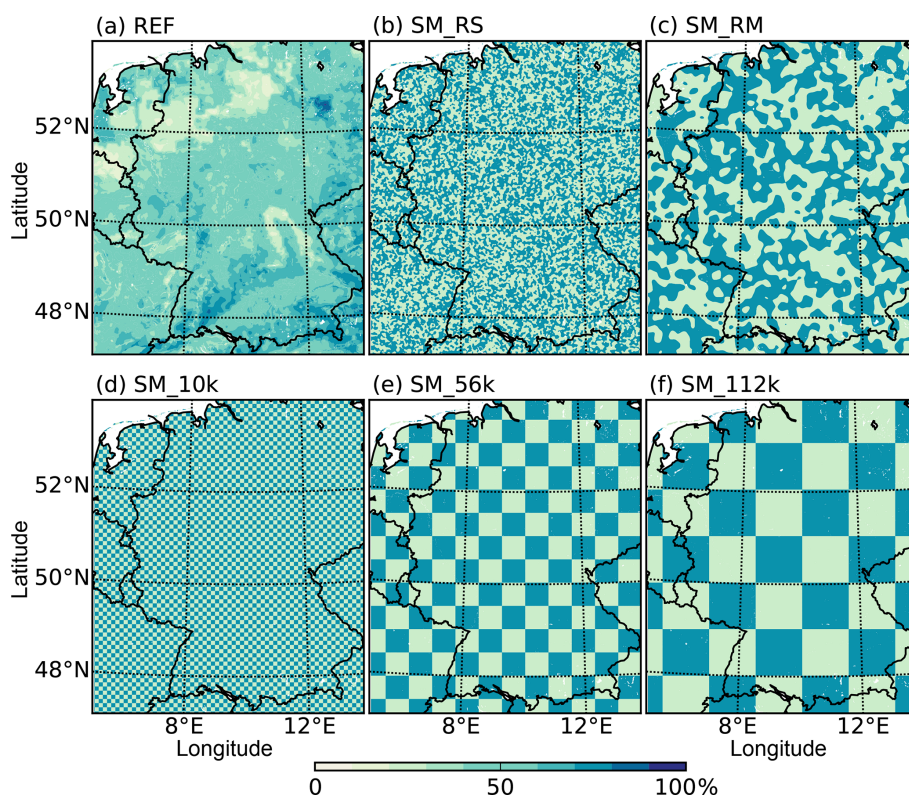 (a) REF
(b) SM_RS
(c) SM_RM
52°N
50°N
48°N
Latitude
(d) SM_10k
(e) SM_56k
(f) SM_112k
52°N
50°N
48°N
Latitude
8°E
12°E
8°E
12°E
8°E
12°E
Longitude
Longitude
Longitude
0
50
100%